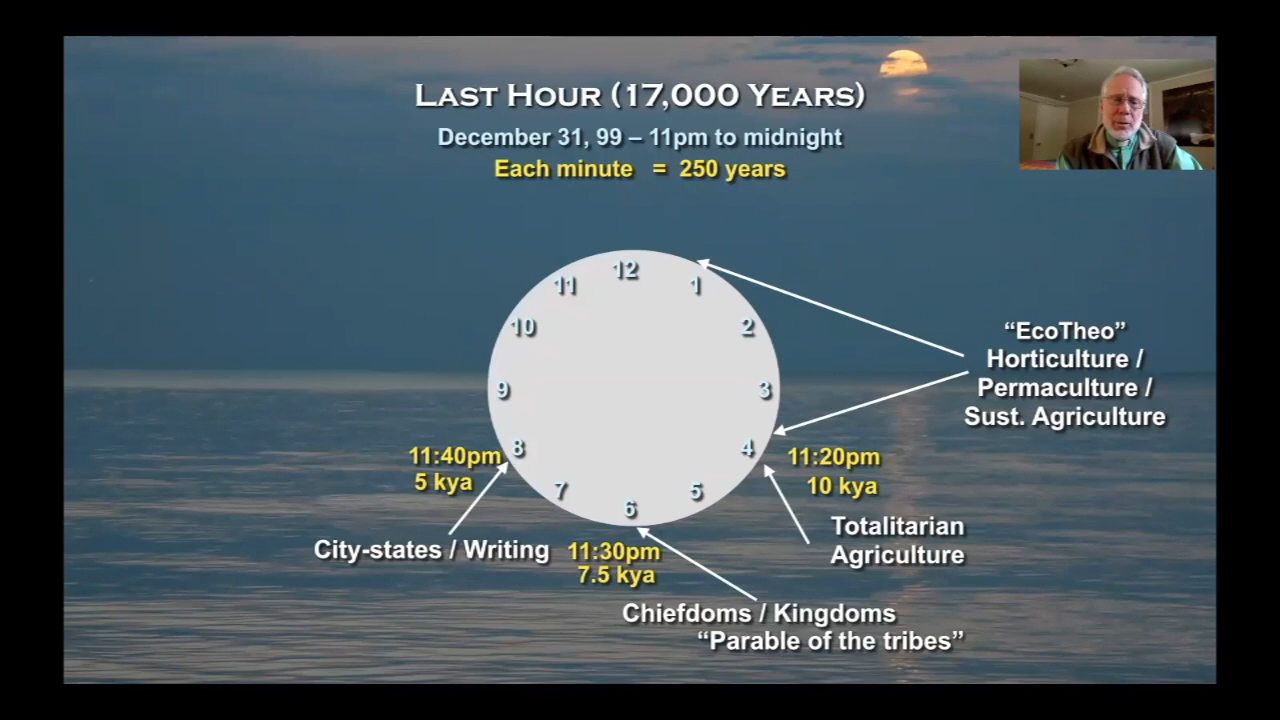 LAST HOUR (17,000 YEARS)
December 31, 99 – 11pm to midnight
Each minute = 250 years
12
11
1
10
2
9
3
8
4
7
5
6
“EcoTheo”
Horticulture /
Permaculture /
Sust. Agriculture
11:20pm
10 kya
Totalitarian
Agriculture
11:30pm
7.5 kya
Chiefdoms / Kingdoms
“Parable of the tribes”
11:40pm
5 kya
City-states / Writing